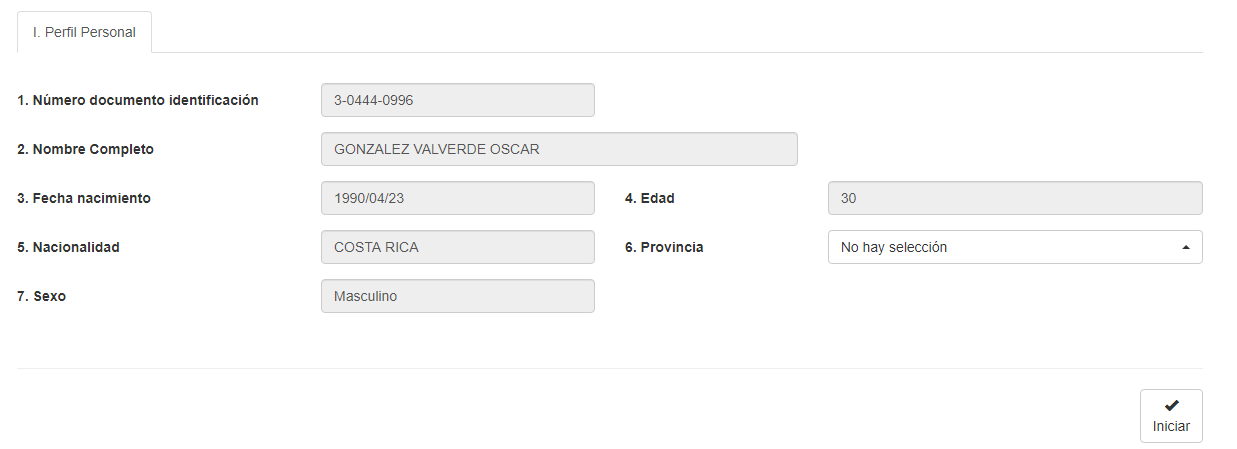 I. Perfil Personal
1. Número documento identificación 3-0444-0996
2. Nombre Completo GONZALEZ VALVERDE OSCAR
3. Fecha nacimiento 1990/04/23 4. Edad 30
5. Nacionalidad COSTA RICA 6. Provincia No hay selección
7. Sexo Masculino
Iniciar